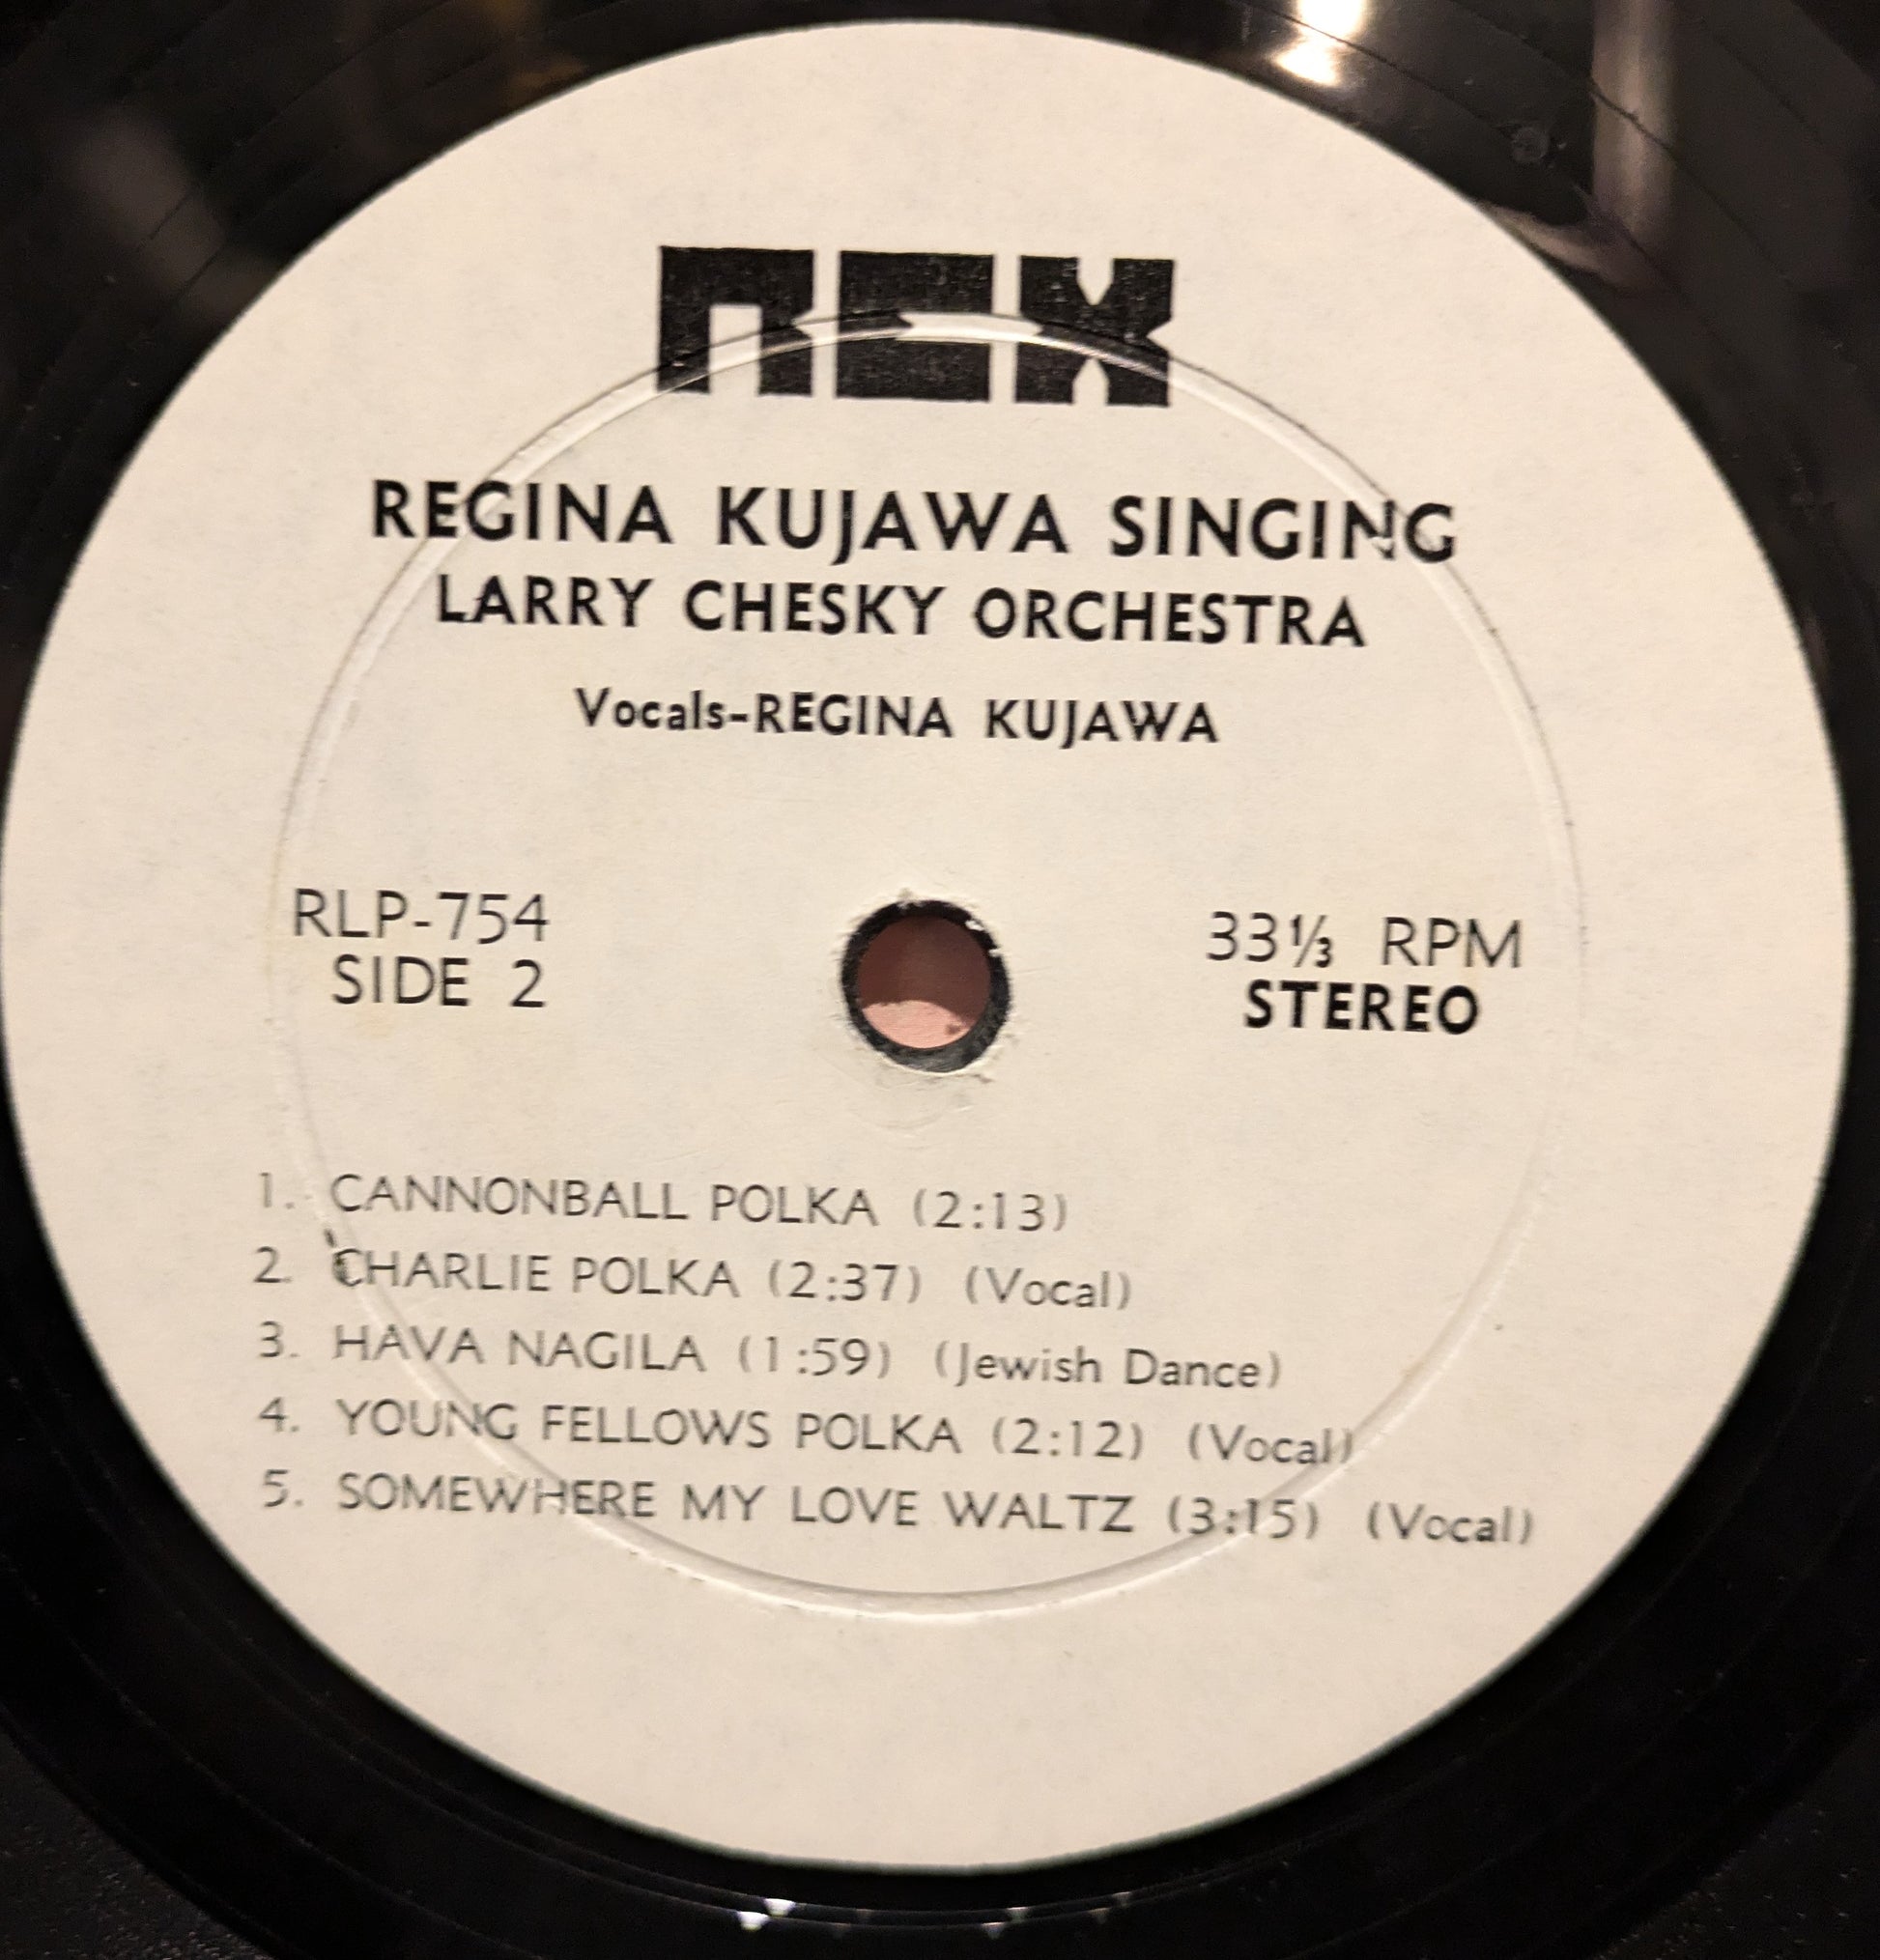 REX
REGINA KUJAWA SINGING
LARRY CHESKY ORCHESTRA
Vocals-REGINA KUJAWA
RLP-754
SIDE 2
33⅓ RPM
STEREO
1. CANNONBALL POLKA (2:13)
2. CHARLIE POLKA (2:37) (Vocal)
3. HAVA NAGILA (1:59) (Jewish Dance)
4. YOUNG FELLOWS POLKA (2:12) (Vocal)
5. SOMEWHERE MY LOVE WALTZ (3:15) (Vocal)